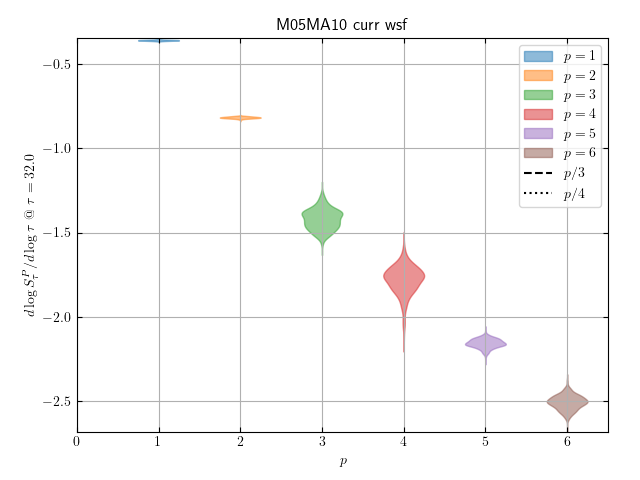 M05MA10 curr wsf
d log S_τ^P / d log τ @ τ = 32.0
−0.5
−1.0
−1.5
−2.0
−2.5
0 1 2 3 4 5 6
p
p = 1
p = 2
p = 3
p = 4
p = 5
p = 6
p/3
p/4